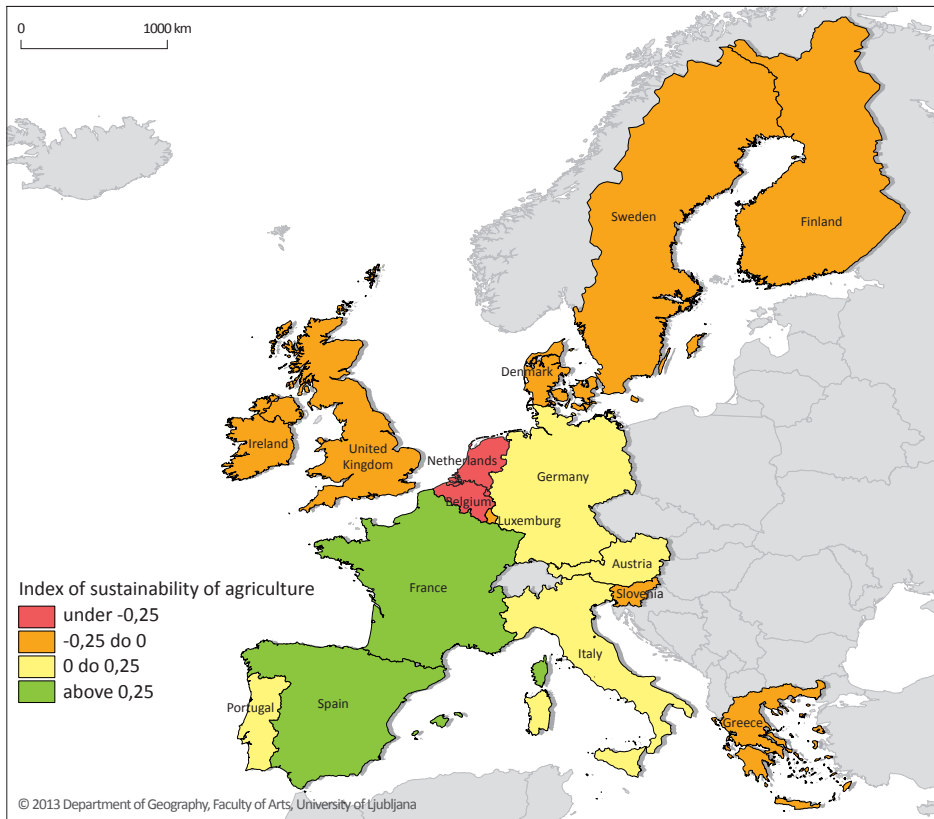 0 1000 km
Sweden
Finland
Denmark
Ireland
United
Kingdom
Netherlands
Germany
Belgium
Luxemburg
Austria
France
Slovenia
Index of sustainability of agriculture
under -0,25
-0,25 do 0
0 do 0,25
above 0,25
Italy
Portugal
Spain
Greece
© 2013 Department of Geography, Faculty of Arts, University of Ljubljana